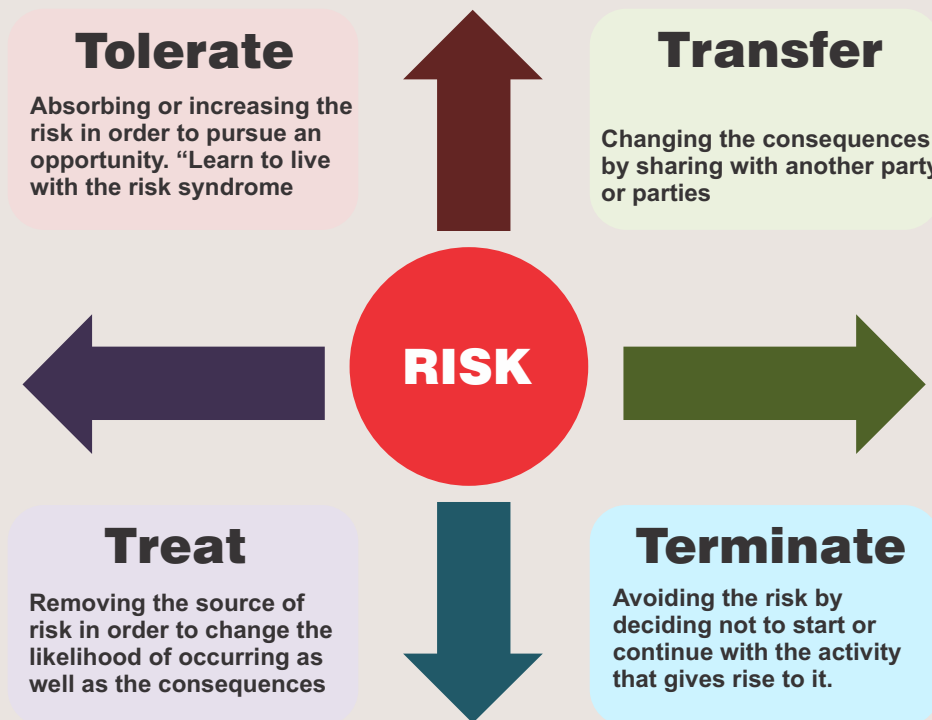 Tolerate
Absorbing or increasing the
risk in order to pursue an
opportunity. “Learn to live
with the risk syndrome
Transfer
Changing the consequences
by sharing with another party
or parties
RISK
Treat
Removing the source of
risk in order to change the
likelihood of occurring as
well as the consequences
Terminate
Avoiding the risk by
deciding not to start or
continue with the activity
that gives rise to it.